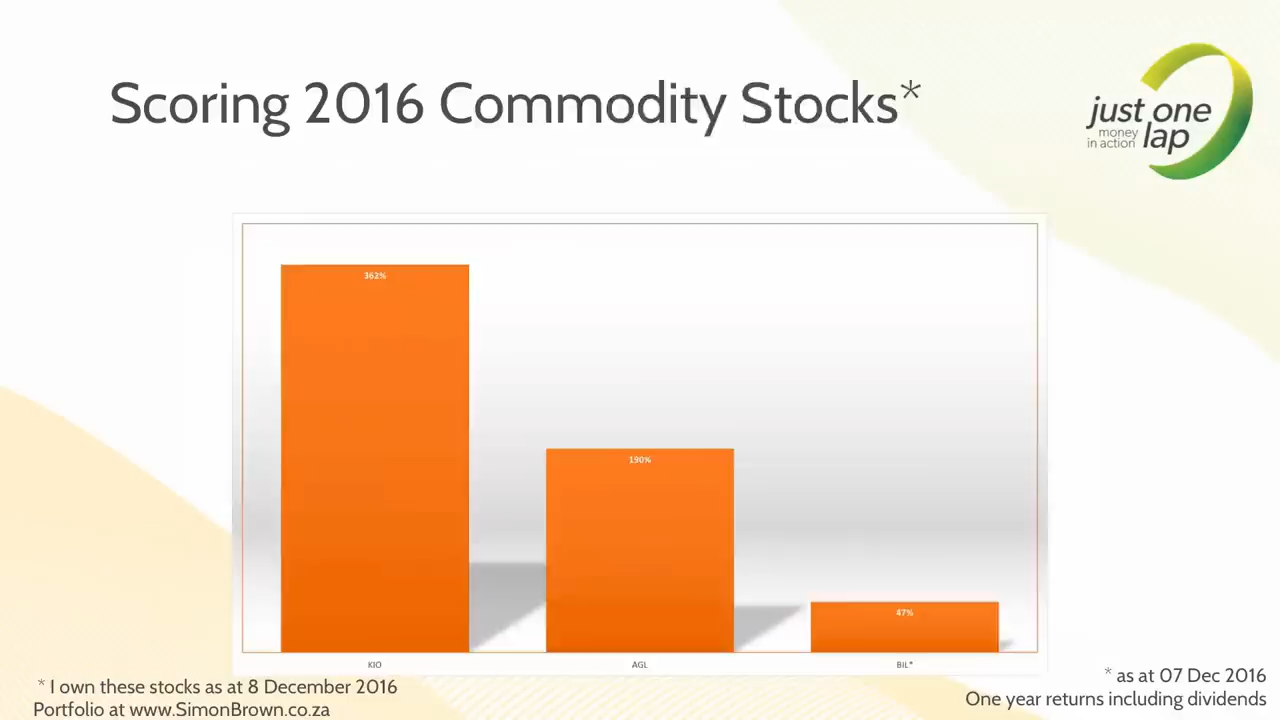 Scoring 2016 Commodity Stocks*
just one
money
in action lap
362%
190%
47%
KIO
AGL
BIL*
* I own these stocks as at 8 December 2016
Portfolio at www.SimonBrown.co.za
* as at 07 Dec 2016
One year returns including dividends